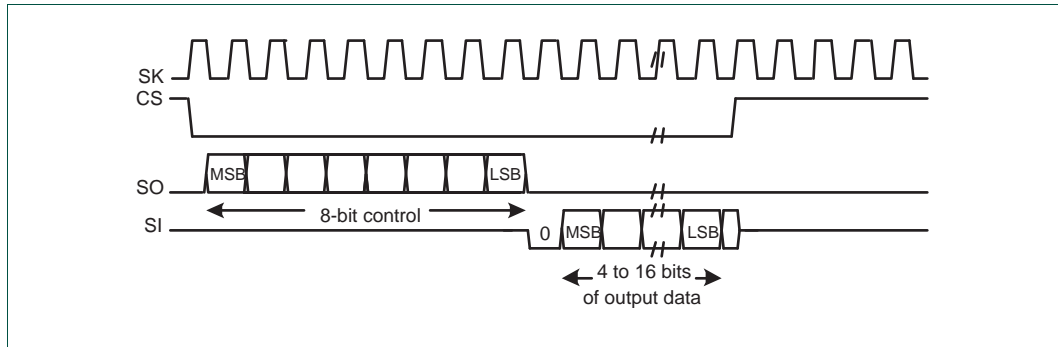 SK
CS
SO
MSB
LSB
8-bit control
SI
0
MSB
LSB
4 to 16 bits
of output data